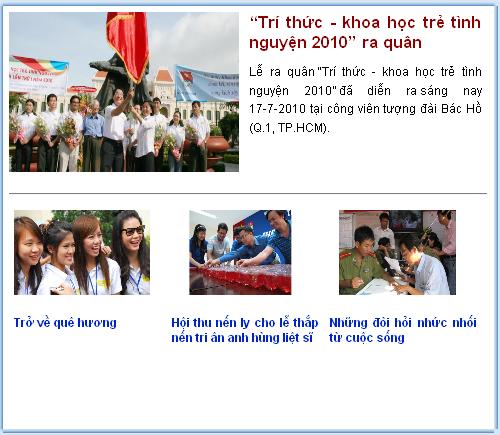 “Trí thức - khoa học trẻ tình
nguyện 2010” ra quân
Lễ ra quân “Trí thức - khoa học trẻ tình
nguyện 2010” đã diễn ra sáng nay
17-7-2010 tại công viên tượng đài Bác Hồ
(Q.1, TP.HCM).
Trở về quê hương
Hội thu nến ly cho lễ thắp
nến tri ân anh hùng liệt sĩ
Những đòi hỏi nhức nhối
từ cuộc sống